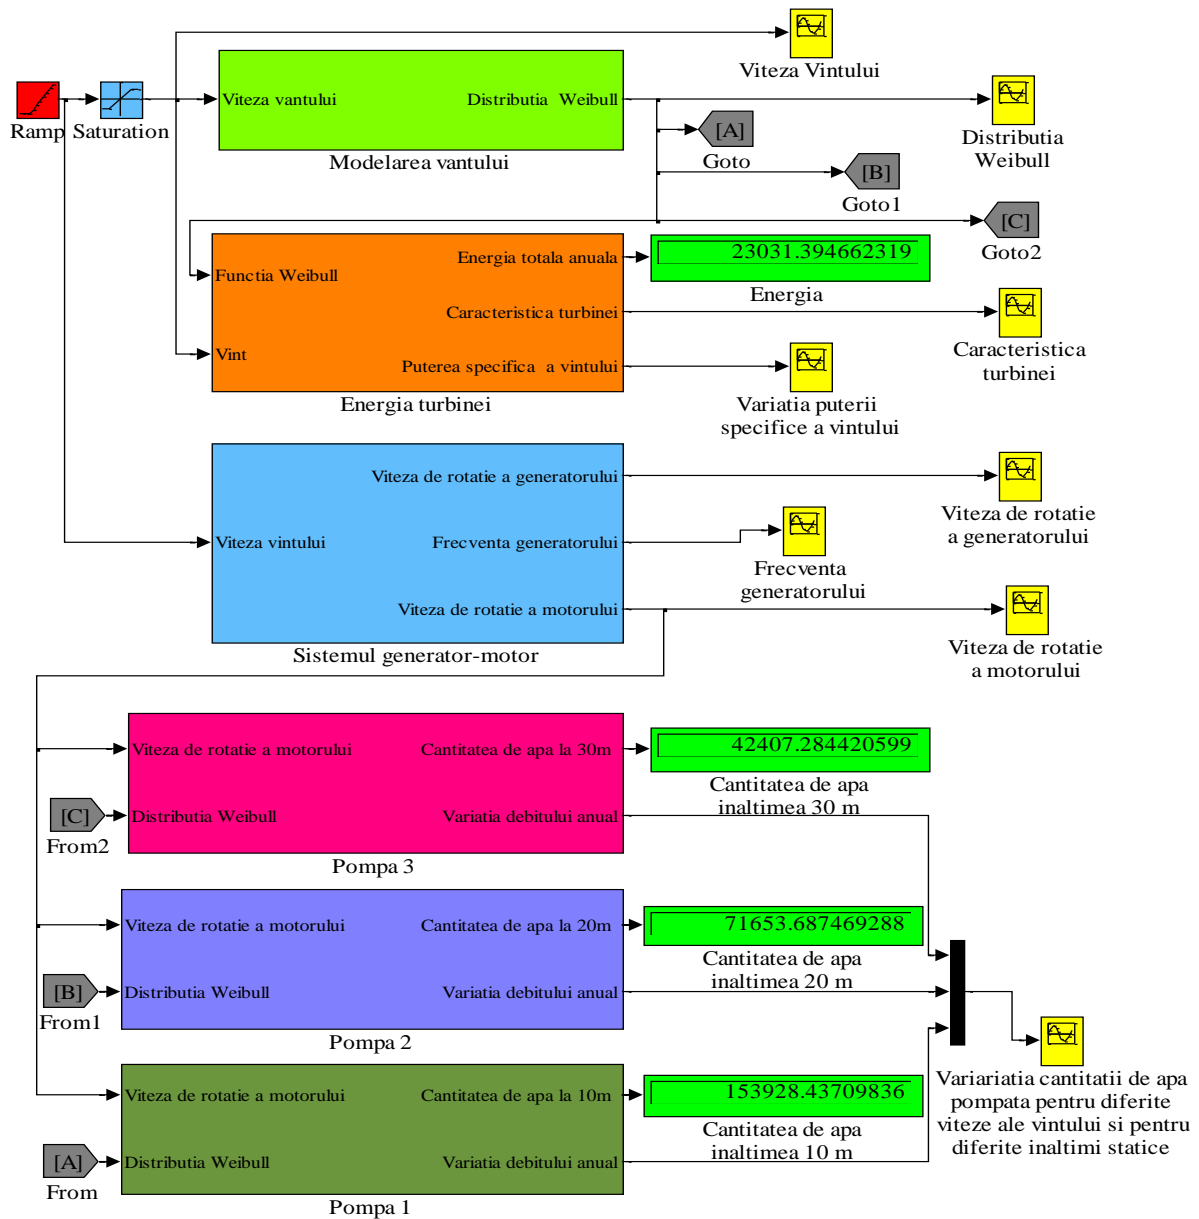 Viteza Vintului
Ramp
Saturation
Viteza vantului
Distributia Weibull
Modelarea vantului
[A]
Goto
Distributia
Weibull
[B]
Goto1
[C]
Goto2
Functia Weibull
Vint
Energia totala anuala
Caracteristica turbinei
Puterea specifica a vintului
Energia turbinei
23031.394662319
Energia
Caracteristica
turbinei
Variatia puterii
specifice a vintului
Viteza vintului
Viteza de rotatie a generatorului
Frecventa generatorului
Viteza de rotatie a motorului
Sistemul generator-motor
Viteza de rotatie
a generatorului
Frecventa
generatorului
Viteza de rotatie
a motorului
Viteza de rotatie a motorului
Cantitatea de apa la 30m
[C]
From2
Distributia Weibull
Variatia debitului anual
Pompa 3
42407.284420599
Cantitatea de apa
inaltimea 30 m
Viteza de rotatie a motorului
Cantitatea de apa la 20m
[B]
From1
Distributia Weibull
Variatia debitului anual
Pompa 2
71653.687469288
Cantitatea de apa
inaltimea 20 m
Viteza de rotatie a motorului
Cantitatea de apa la 10m
[A]
From
Distributia Weibull
Variatia debitului anual
Pompa 1
153928.43709836
Cantitatea de apa
inaltimea 10 m
Variariatia cantitatii de apa
pompata pentru diferite
viteze ale vintului si pentru
diferite inaltimi statice